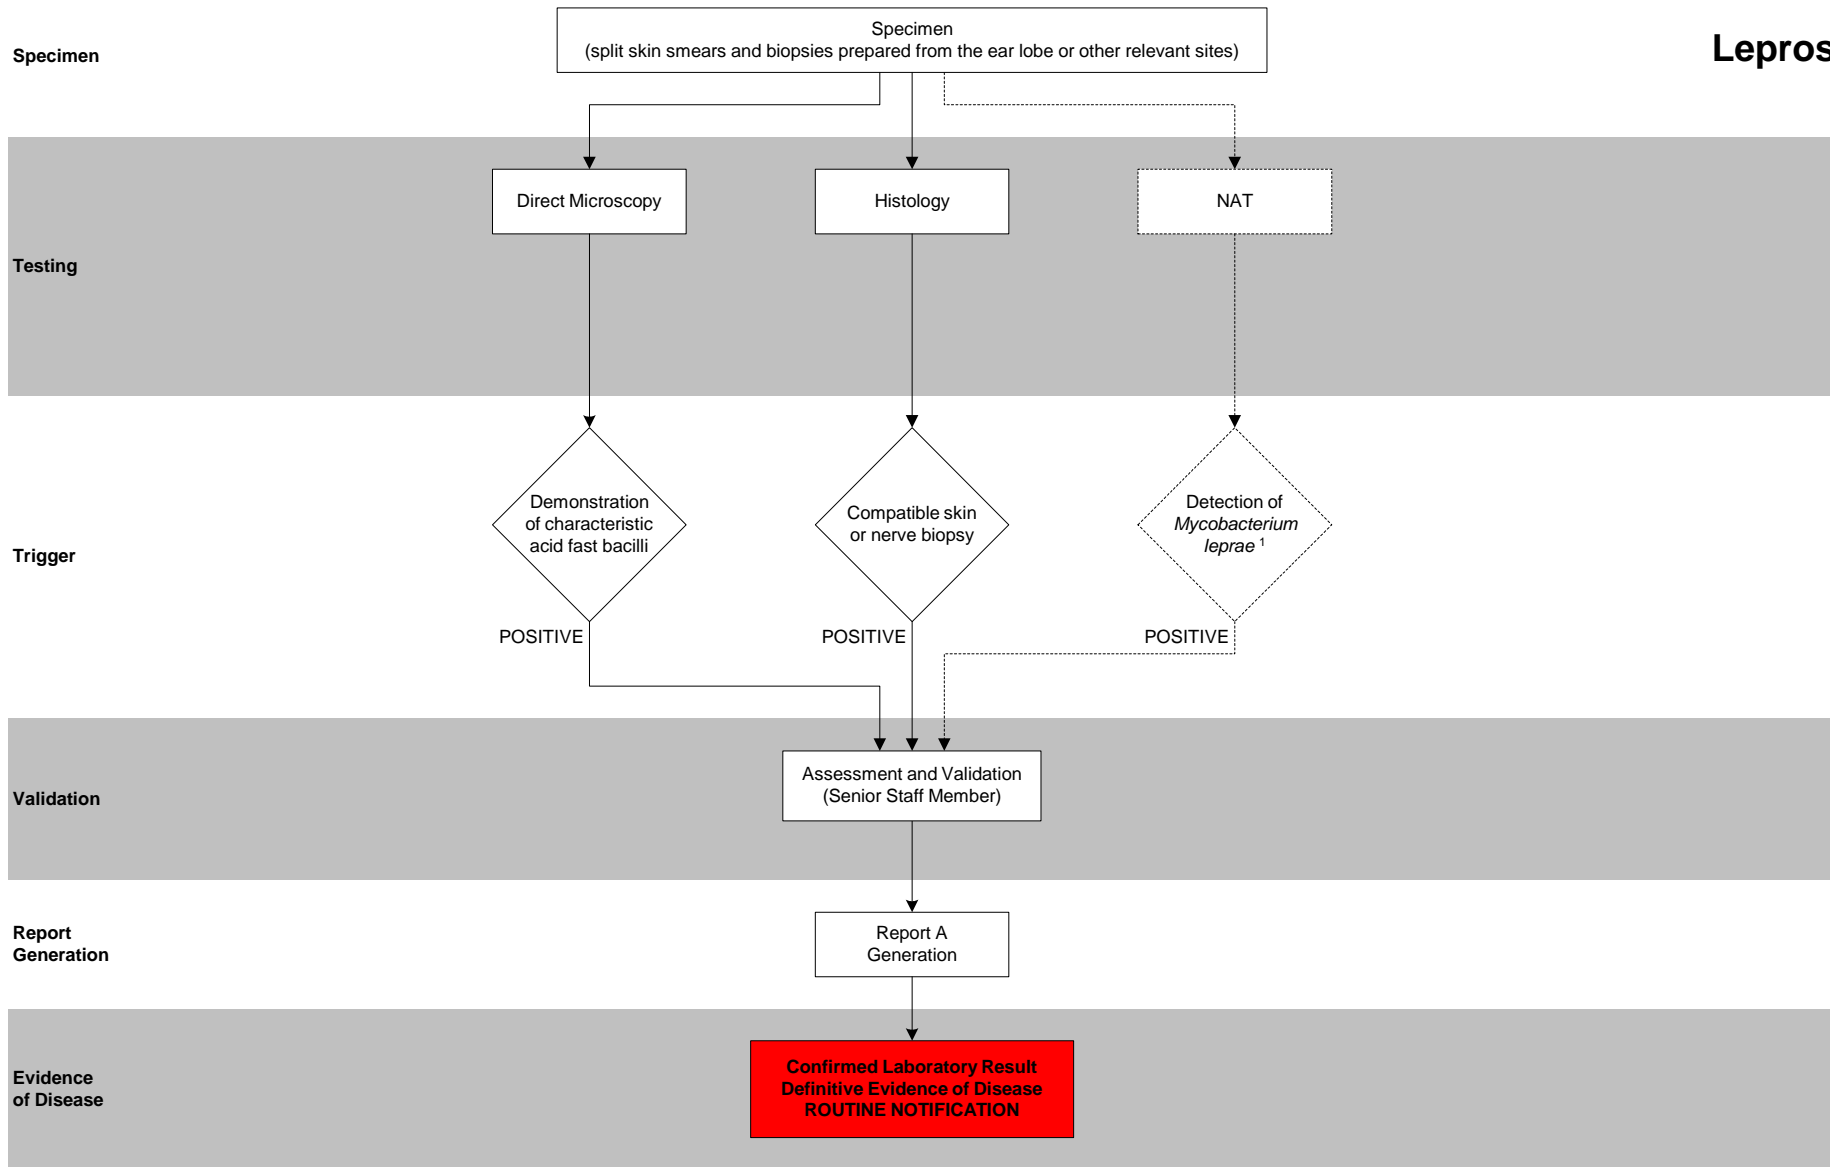 Specimen
(split skin smears and biopsies prepared from the ear lobe or other relevant sites)
Specimen
Lepros
Direct Microscopy
Histology
NAT
Testing
Demonstration
of characteristic
acid fast bacilli
Compatible skin
or nerve biopsy
Detection of
Mycobacterium
leprae 1
Trigger
POSITIVE
POSITIVE
POSITIVE
Assessment and Validation
(Senior Staff Member)
Validation
Report
Generation
Report A
Generation
Evidence
of Disease
Confirmed Laboratory Result
Definitive Evidence of Disease
ROUTINE NOTIFICATION